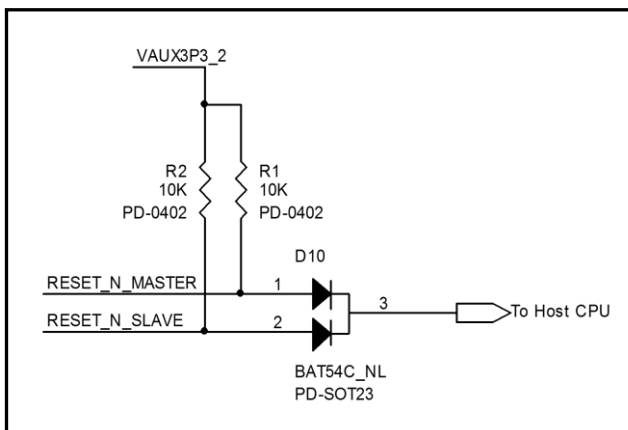 VAUX3P3_2
R2
10K
PD-0402
R1
10K
PD-0402
D10
RESET_N_MASTER
1
3
To Host CPU
RESET_N_SLAVE
2
BAT54C_NL
PD-SOT23